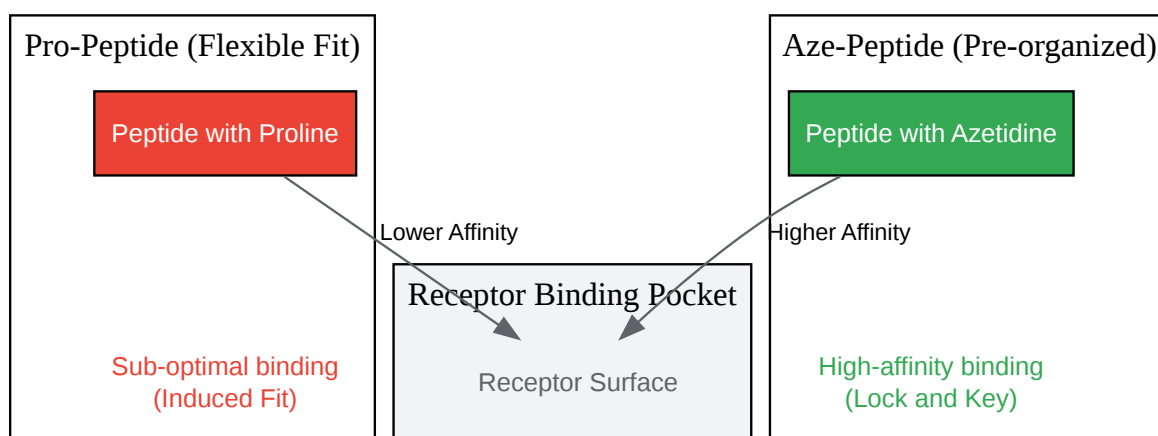 Pro-Peptide (Flexible Fit)
Aze-Peptide (Pre-organized)
Peptide with Proline
Peptide with Azetidine
Lower Affinity
Higher Affinity
Receptor Binding Pocket
Sub-optimal binding
(Induced Fit)
Receptor Surface
High-affinity binding
(Lock and Key)